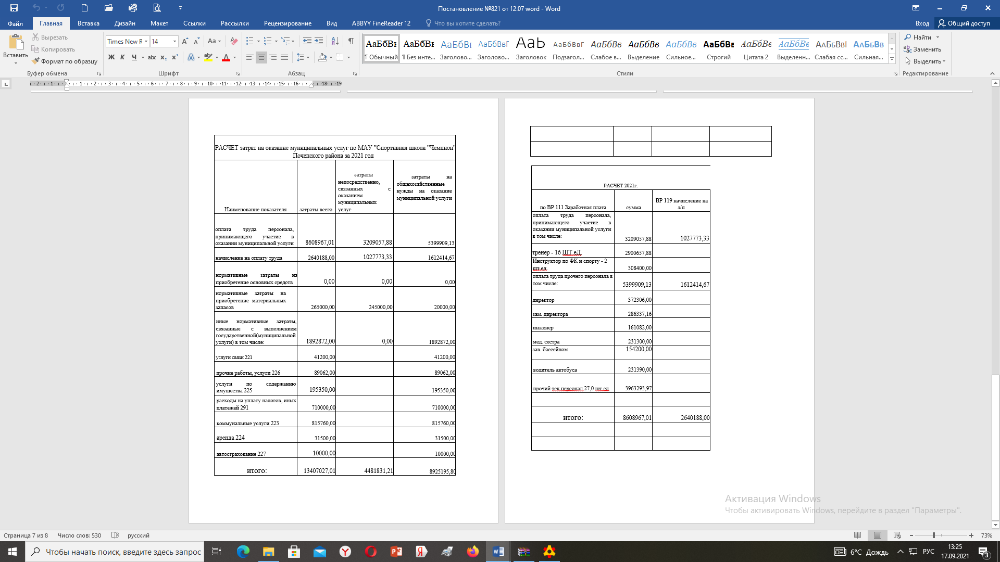 Постановление №821 от 12.07 word - Word
Файл Главная Вставка Дизайн Макет Ссылки Рассылки Рецензирование Вид ABBYY FineReader 12 Что вы хотите сделать? Вход Общий доступ
Вставить
Вырезать
Копировать
Формат по образцу
Буфер обмена
Times New R 14
Ж К Ч abc x₂ x²
Шрифт
Абзац
¶ Обычный ¶ Без инте... Заголово... Заголово... Заголовок Подзагол... Слабое в... Выделение Сильное... Строгий Цитата 2 Выделенн... Слабая сс... Сильная...
Стили
Найти
Заменить
Выделить
Редактирование
РАСЧЕТ затрат на оказание муниципальных услуг по МАУ "Спортивная школа "Чемпион"
Почепского района за 2021 год
Наименование показателя
затраты всего
затраты
непосредственно,
связанных с
оказанием
муниципальных
услуг
затраты на
общехозяйственные
нужды на оказание
муниципальной услуги
оплата труда персонала,
принимающего участие в
оказании муниципальной услуги 8608967,01 3209057,88 5399909,13
начисление на оплату труда 2640188,00 1027773,33 1612414,67
нормативные затраты на
приобретение основных средств 0,00 0,00 0,00
нормативные затраты на
приобретение материальных
запасов 265000,00 245000,00 20000,00
иные нормативные затраты,
связанные с выполнением
государственной(муниципальной
услуги) в том числе: 1892872,00 0,00 1892872,00
услуги связи 221 41200,00 41200,00
прочие работы, услуги 226 89062,00 89062,00
услуги по содержанию
имущества 225 195350,00 195350,00
расходы на уплату налогов, иных
платежей 291 710000,00 710000,00
коммунальные услуги 223 815760,00 815760,00
аренда 224 31500,00 31500,00
автострахование 227 10000,00 10000,00
итого: 13407027,01 4481831,21 8925195,80
РАСЧЕТ 2021г.
по ВР 111 Заработная плата
сумма
ВР 119 начисление на
з/п
оплата труда персонала,
принимающего участие в
оказании муниципальной услуги
в том числе: 3209057,88 1027773,33
тренер - 16 ШТ.еД. 2900657,88
Инструктор по ФК и спорту - 2
шт.ед. 308400,00
оплата труда прочего персонала в
том числе: 5399909,13 1612414,67
директор 372306,00
зам. директора 286337,16
инженер 161082,00
мед. сестра 231300,00
зав. бассейном 154200,00
водитель автобуса 231390,00
прочий тех.персонал.27,0 шт.ед. 3963293,97
итого: 8608967,01 2640188,00
Активация Windows
Чтобы активировать Windows, перейдите в раздел "Параметры".
Страница 7 из 8 Число слов: 530 русский 73%
Чтобы начать поиск, введите здесь запрос
6°C Дождь РУС 13:25
17.09.2021
3